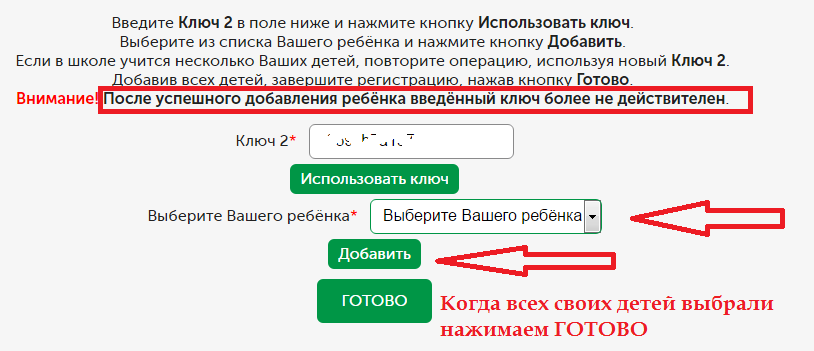 Введите Ключ 2 в поле ниже и нажмите кнопку Использовать ключ.
Выберите из списка Вашего ребёнка и нажмите кнопку Добавить.
Если в школе учится несколько Ваших детей, повторите операцию, используя новый Ключ 2.
Добавив всех детей, завершите регистрацию, нажав кнопку Готово.
Внимание! После успешного добавления ребёнка введённый ключ более не действителен.
Ключ 2*
Использовать ключ
Выберите Вашего ребёнка* Выберите Вашего ребёнка
Добавить
ГОТОВО
Когда всех своих детей выбрали
нажимаем ГОТОВО